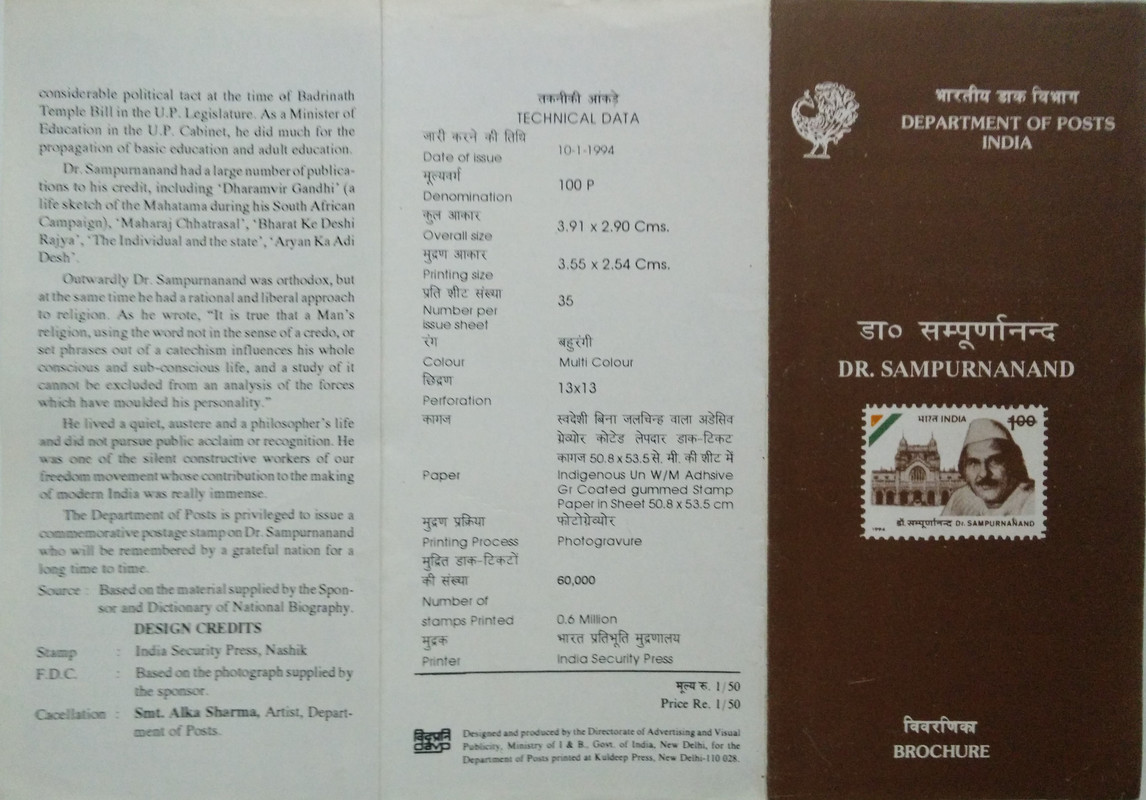 considerable political tact at the time of Badrinath
Temple Bill in the U.P. Legislature. As a Minister of
Education in the U.P. Cabinet, he did much for the
propagation of basic education and adult education.
Dr. Sampurnanand had a large number of publica-
tions to his credit, including ‘Dharamvir Gandhi’ (a
life sketch of the Mahatama during his South African
Campaign), ‘Maharaj Chhatrasal’, ‘Bharat Ke Deshi
Rajya’, ‘The Individual and the state’, ‘Aryan Ka Adi
Desh’.
Outwardly Dr. Sampurnanand was orthodox, but
at the same time he had a rational and liberal approach
to religion. As he wrote, “It is true that a Man's
religion, using the word not in the sense of a credo, or
set phrases out of a catechism influences his whole
conscious and sub-conscious life, and a study of it
cannot be excluded from an analysis of the forces
which have moulded his personality.”
He lived a quiet, austere and a philosopher's life
and did not pursue public acclaim or recognition. He
was one of the silent constructive workers of our
freedom movement whose contribution to the making
of modern India was really immense.
The Department of Posts is privileged to issue a
commemorative postage stamp on Dr. Sampurnanand
who will be remembered by a grateful nation for a
long time to time.
Source : Based on the material supplied by the Spon-
sor and Dictionary of National Biography.
DESIGN CREDITS
Stamp : India Security Press, Nashik
F.D.C. : Based on the photograph supplied by
the sponsor.
Cacellation : Smt. Alka Sharma, Artist, Depart-
ment of Posts.
तकनीकी आंकड़े
TECHNICAL DATA
जारी करने की तिथि
Date of issue 10-1-1994
मूल्यवर्ग
Denomination 100 P
कुल आकार
Overall size 3.91 x 2.90 Cms.
मुद्रण आकार
Printing size 3.55 x 2.54 Cms.
प्रति शीट संख्या
Number per 35
issue sheet
रंग बहुरंगी
Colour Multi Colour
छिद्रण
Perforation 13x13
कागज स्वदेशी बिना जलचिन्ह वाला अडेसिव
ग्रेव्योर कोटेड लेपदार डाक-टिकट
कागज 50.8 x 53.5 से. मी. की शीट में
Paper Indigenous Un W/M Adhsive
Gr Coated gummed Stamp
Paper in Sheet 50.8 x 53.5 cm
मुद्रण प्रक्रिया फोटोग्रेव्योर
Printing Process Photogravure
मुद्रित डाक-टिकटों
की संख्या 60,000
Number of
stamps Printed 0.6 Million
मुद्रक भारत प्रतिभूति मुद्रणालय
Printer India Security Press
मूल्य रु. 1/50
Price Re. 1/50
विदृप्रनि
davp
Designed and produced by the Directorate of Advertising and Visual
Publicity, Ministry of I & B., Govt. of India, New Delhi, for the
Department of Posts printed at Kuldeep Press, New Delhi-110 028.
भारतीय डाक विभाग
DEPARTMENT OF POSTS
INDIA
डा० सम्पूर्णानन्द
DR. SAMPURNANAND
भारत INDIA 100
1994 डॉ. सम्पूर्णानंद Dr. SAMPURNANAND
विवरणिका
BROCHURE